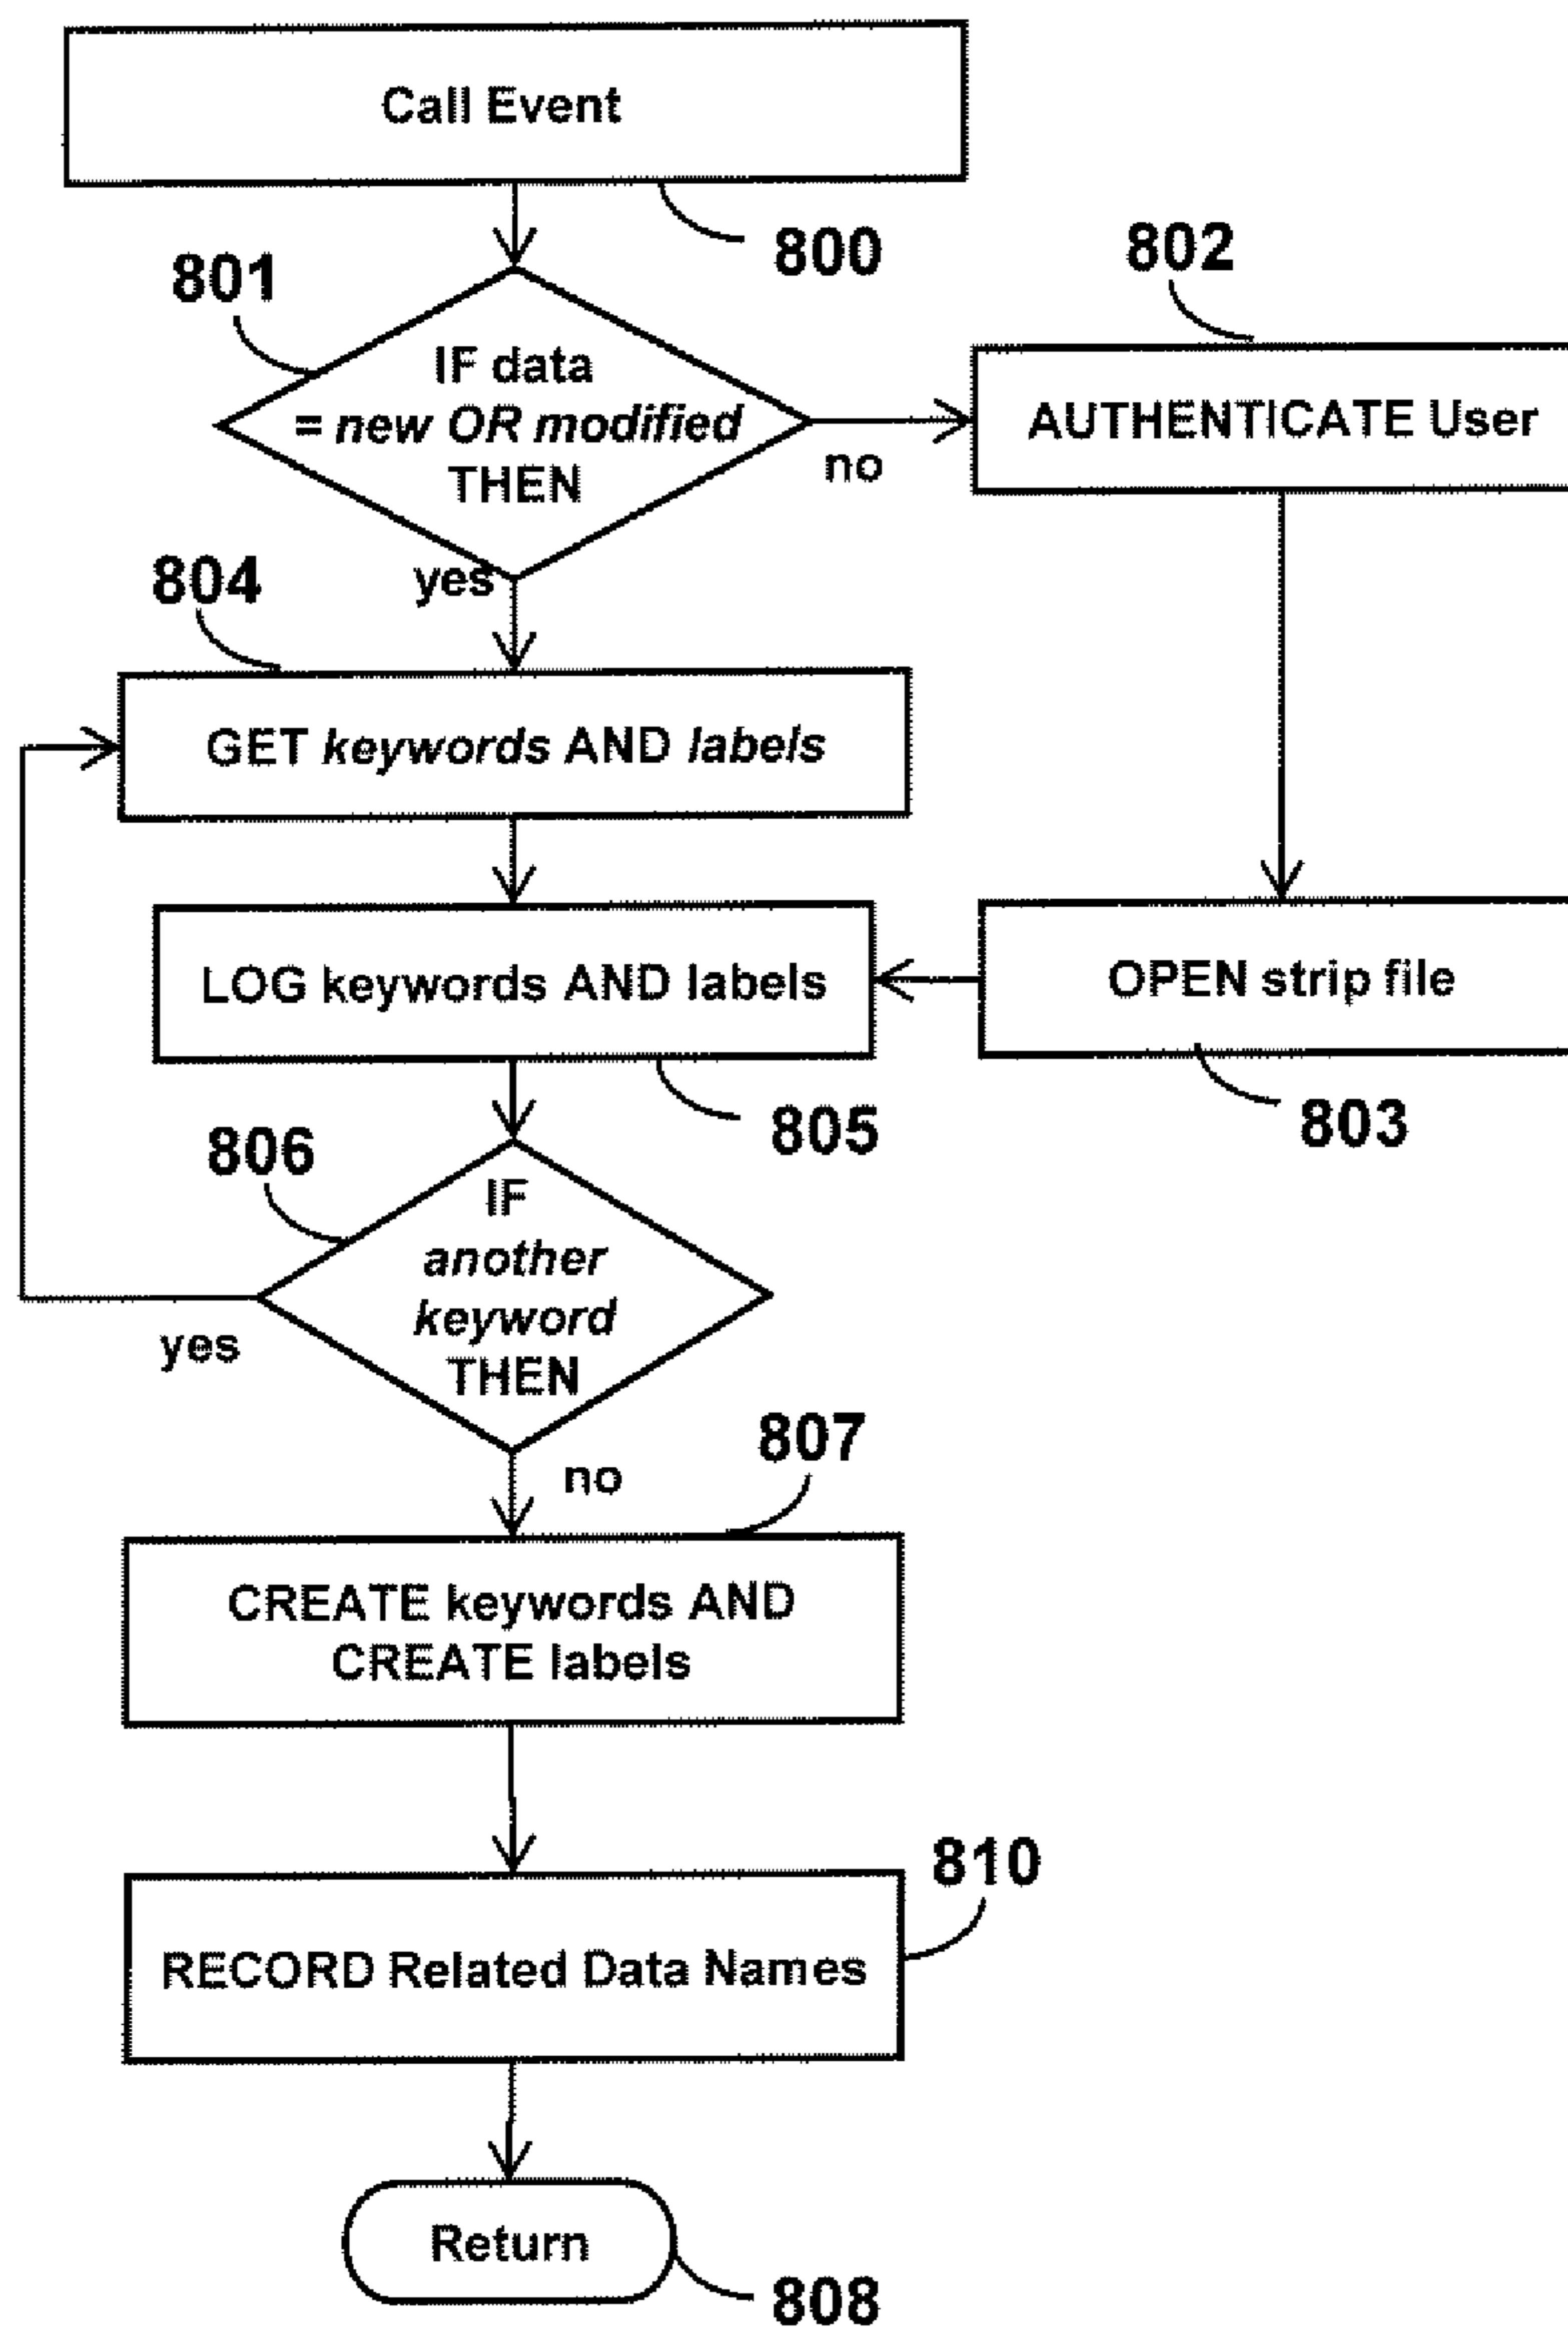 Call Event
800
801
802
IF data
= new OR modified
THEN
no
AUTHENTICATE User
yes
804
GET keywords AND labels
LOG keywords AND labels
OPEN strip file
805
803
806
IF
another
keyword
THEN
yes
no
807
CREATE keywords AND
CREATE labels
810
RECORD Related Data Names
Return
808